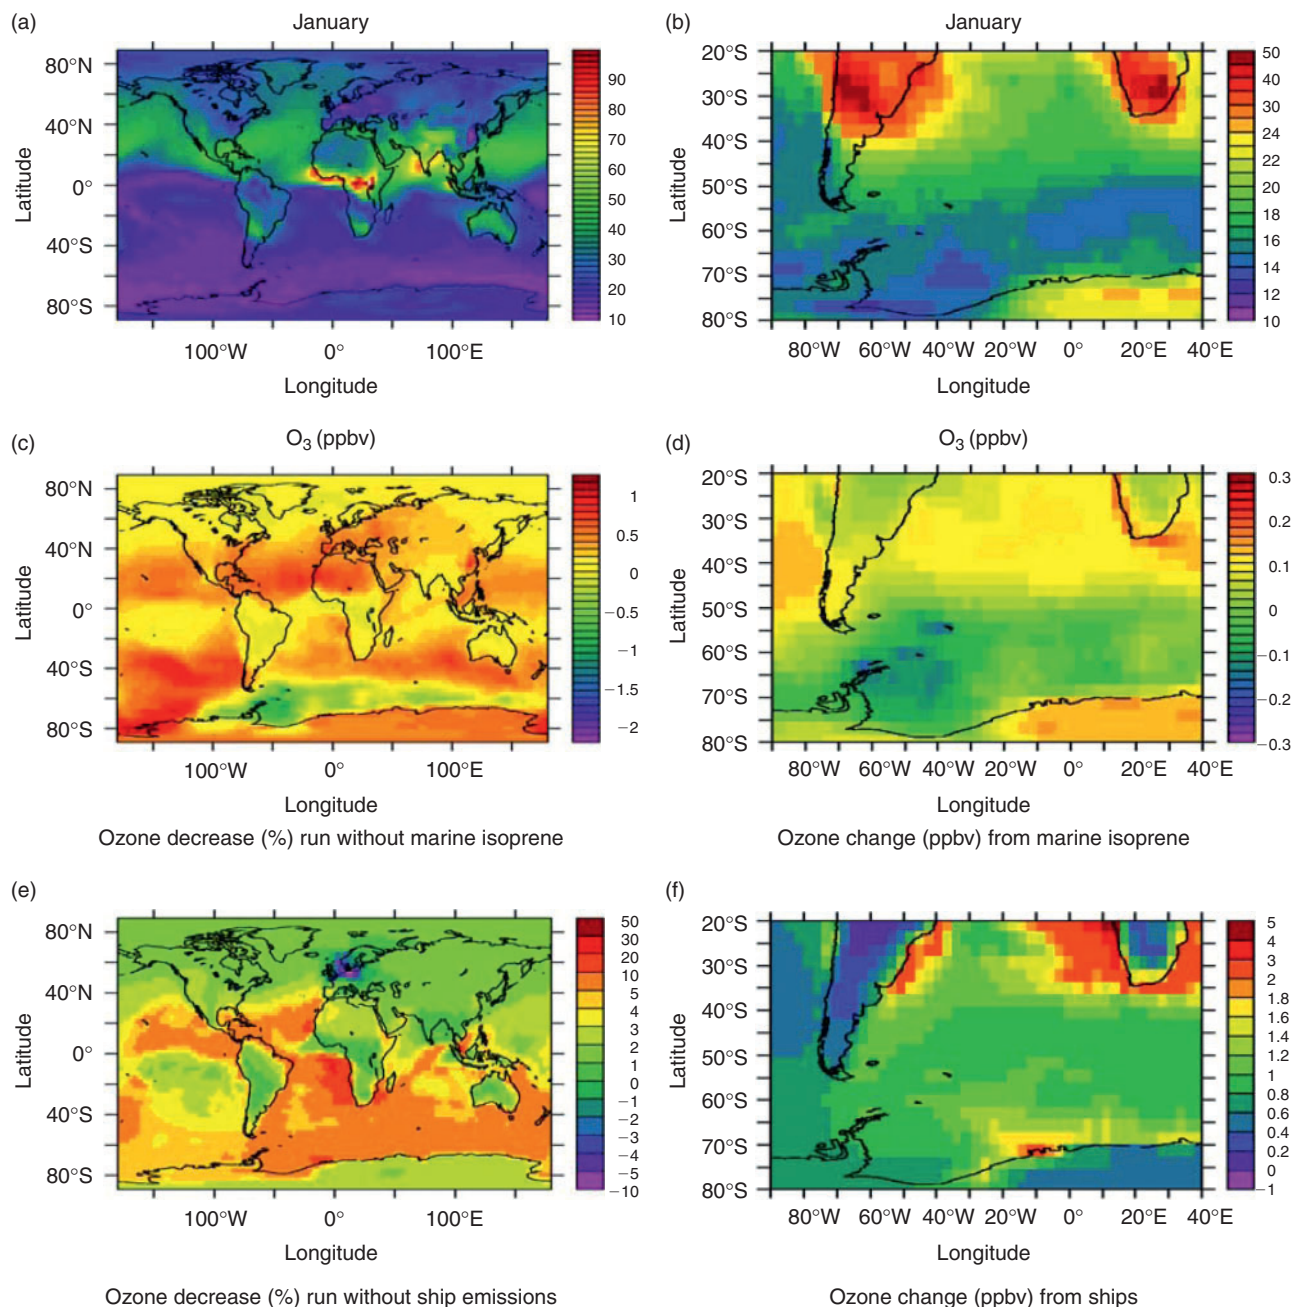 (a)
January
80°N
40°N
0°
40°S
80°S
Latitude
100°W
0°
100°E
Longitude
90
80
70
60
50
40
30
20
10
(b)
January
20°S
30°S
40°S
50°S
60°S
70°S
80°S
Latitude
80°W
60°W
40°W
20°W
0°
20°E
40°E
Longitude
50
40
30
24
22
20
18
16
14
12
10
(c)
O₃ (ppbv)
80°N
40°N
0°
40°S
80°S
Latitude
100°W
0°
100°E
Longitude
1
0.5
0
−0.5
−1
−1.5
−2
Ozone decrease (%) run without marine isoprene
(d)
O₃ (ppbv)
20°S
30°S
40°S
50°S
60°S
70°S
80°S
Latitude
80°W
60°W
40°W
20°W
0°
20°E
40°E
Longitude
0.3
0.2
0.1
0
−0.1
−0.2
−0.3
Ozone change (ppbv) from marine isoprene
(e)
80°N
40°N
0°
40°S
80°S
Latitude
100°W
0°
100°E
Longitude
50
30
20
10
5
4
3
2
1
0
−1
−2
−3
−4
−5
−10
Ozone decrease (%) run without ship emissions
(f)
20°S
30°S
40°S
50°S
60°S
70°S
80°S
Latitude
80°W
60°W
40°W
20°W
0°
20°E
40°E
Longitude
5
4
3
2
1.8
1.6
1.4
1.2
1
0.8
0.6
0.4
0.2
0
−1
Ozone change (ppbv) from ships